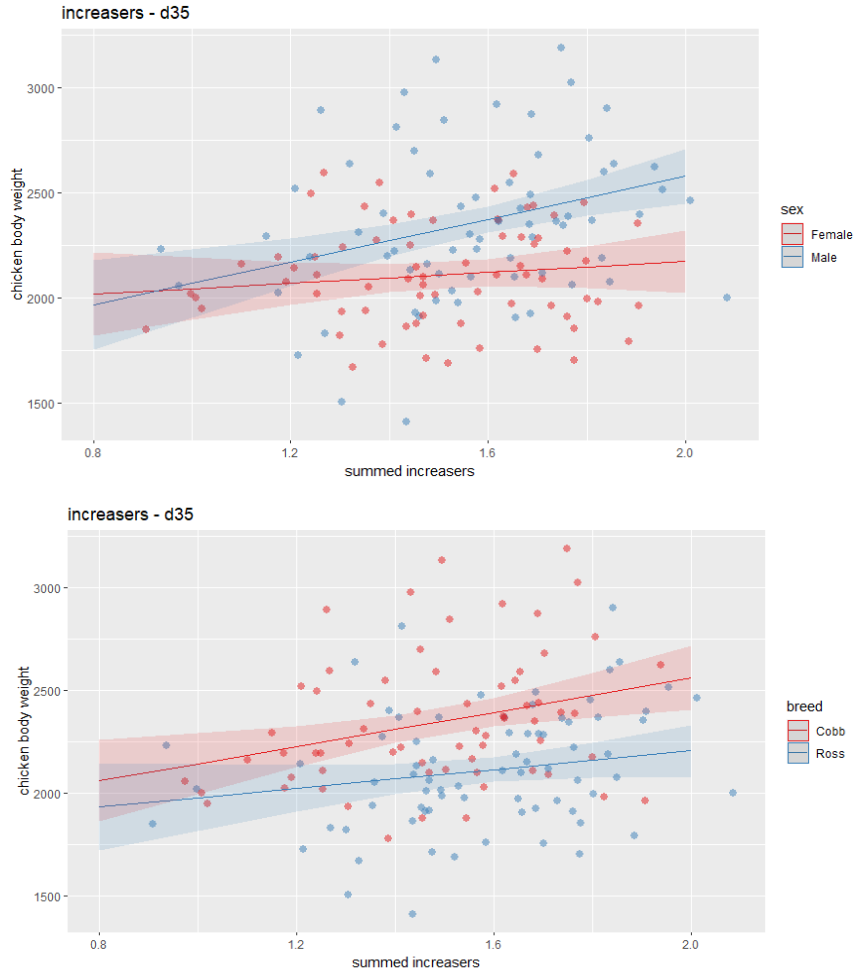 increasers - d35
3000
2500
2000
1500
chicken body weight
0.8 1.2 1.6 2.0
summed increasers
sex
Female
Male
increasers - d35
3000
2500
2000
1500
chicken body weight
0.8 1.2 1.6 2.0
summed increasers
breed
Cobb
Ross